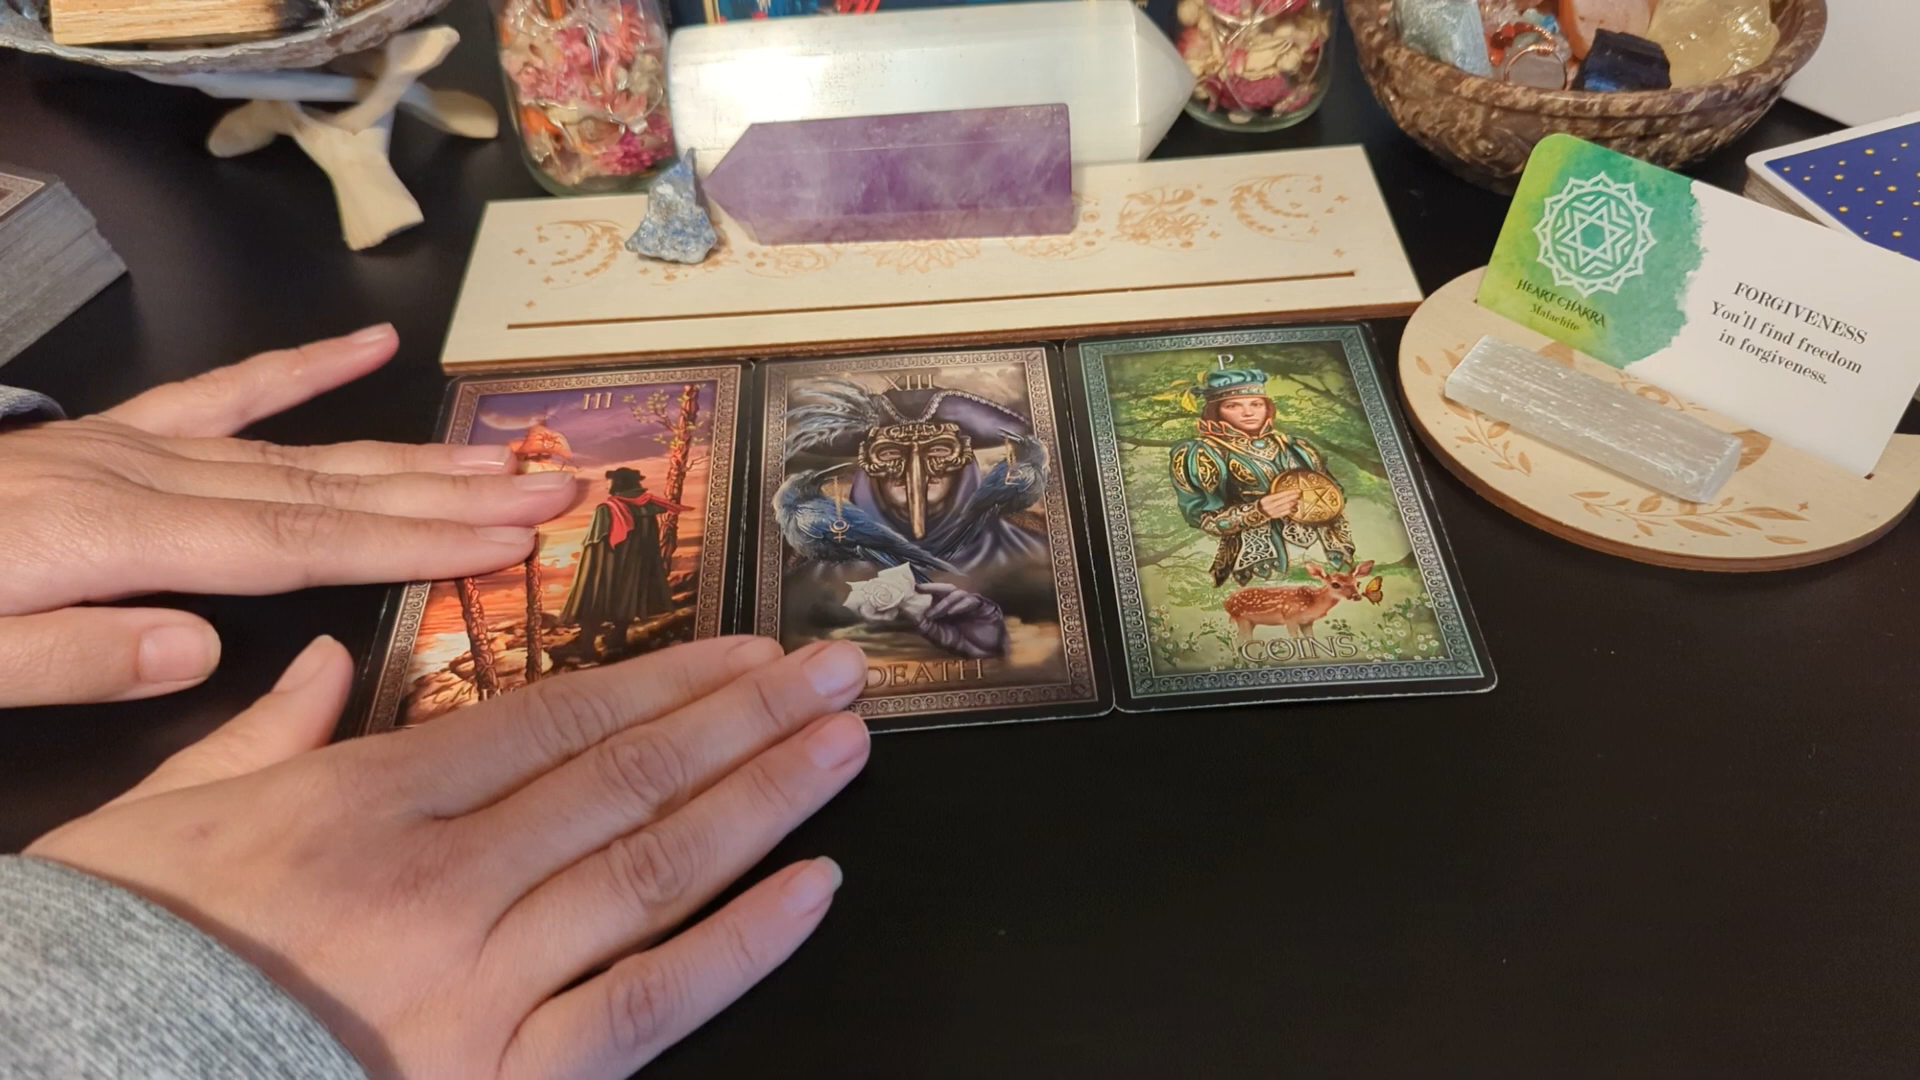 III
XIII
DEATH
P
COINS
HEART CHAKRA
Malachite
FORGIVENESS
You'll find freedom
in forgiveness.